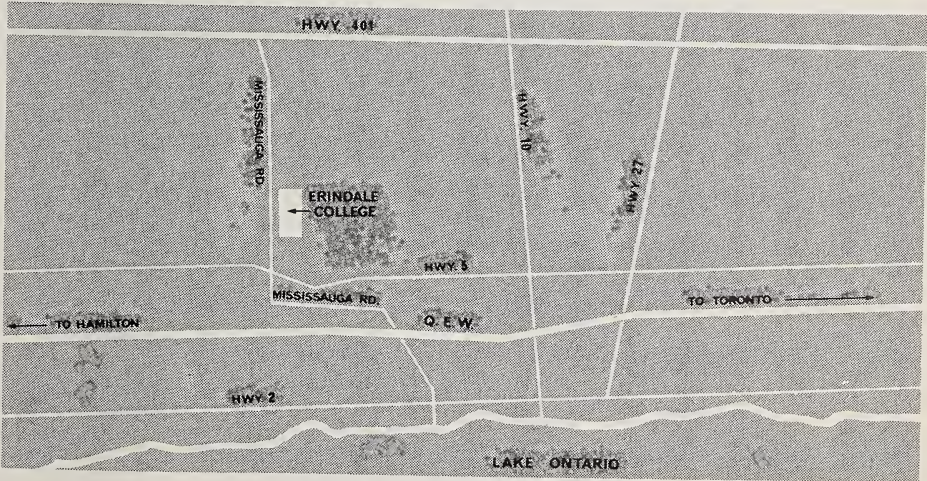 HWY. 401
MISSISSAUGA RD.
HWY. 10
HWY 27
ERINDALE
COLLEGE
HWY. 5
MISSISSAUGA RD.
TO TORONTO
TO HAMILTON
Q. E. W.
HWY 2
LAKE ONTARIO